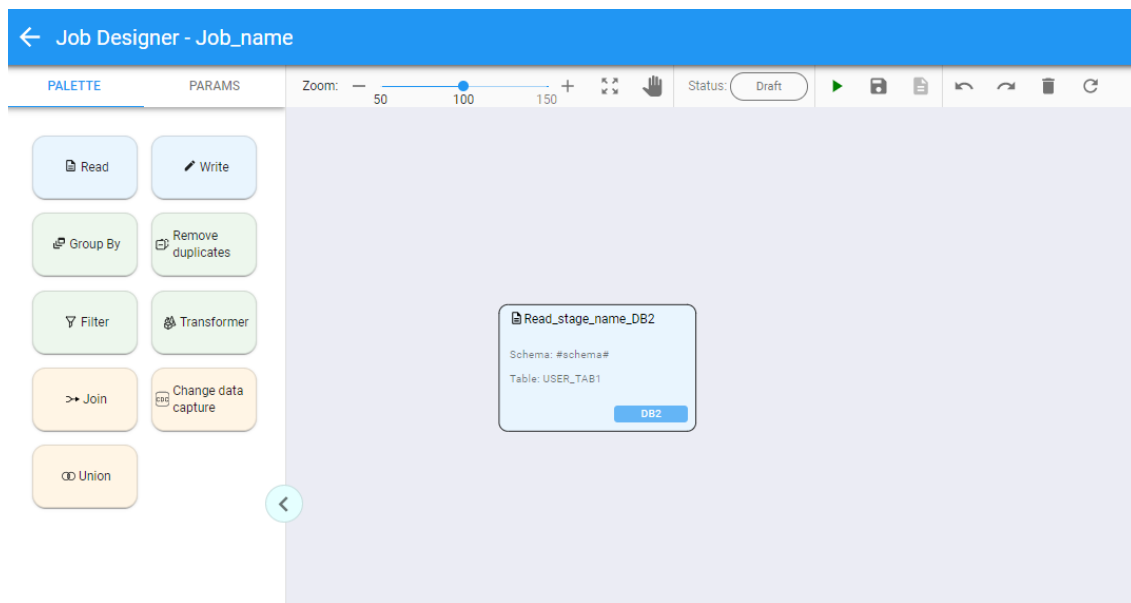 Job Designer - Job_name
PALETTE PARAMS
Zoom: 50 100 150 Status: Draft
Read Write
Group By Remove
duplicates
Filter Transformer
Join Change data
capture
CDC
Union
Read_stage_name_DB2
Schema: #schema#
Table: USER_TAB1
DB2